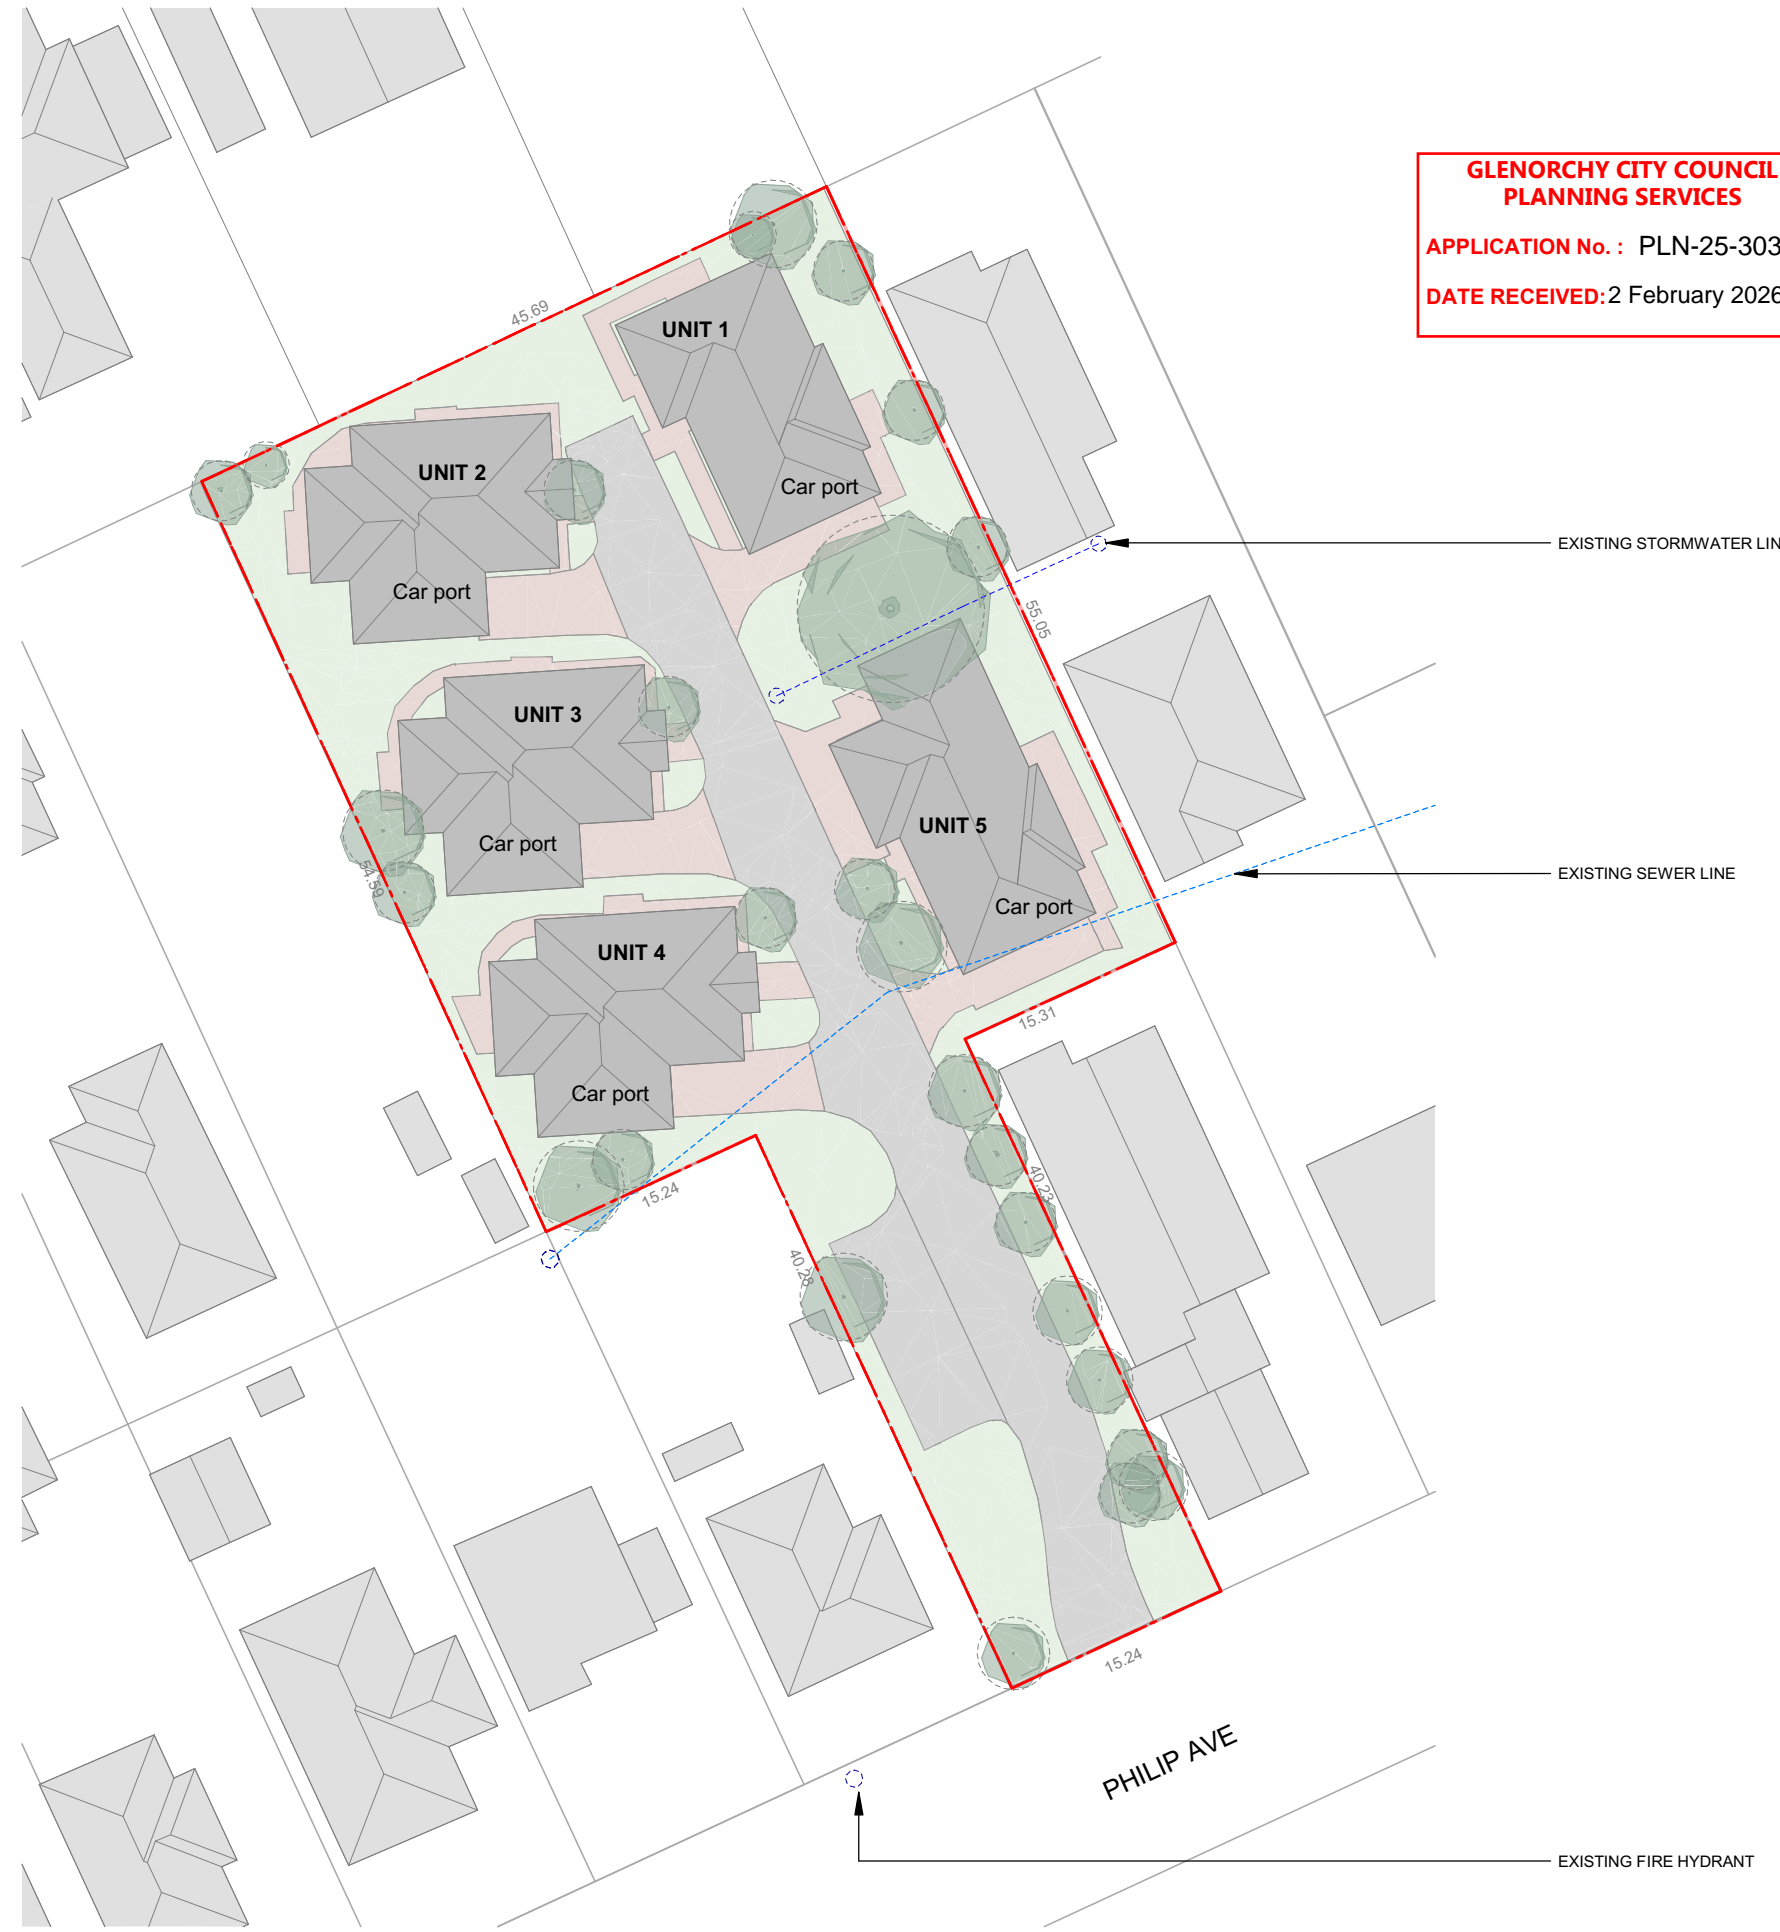 GLENORCHY CITY COUNCIL
PLANNING SERVICES
APPLICATION No. : PLN-25-303
DATE RECEIVED: 2 February 2026
45.69
UNIT 1
UNIT 2
Car port
EXISTING STORMWATER LIN
Car port
55.05
UNIT 3
UNIT 5
Car port
54.59
EXISTING SEWER LINE
Car port
UNIT 4
15.31
Car port
15.24
40.23
40.28
15.24
PHILIP AVE
EXISTING FIRE HYDRANT